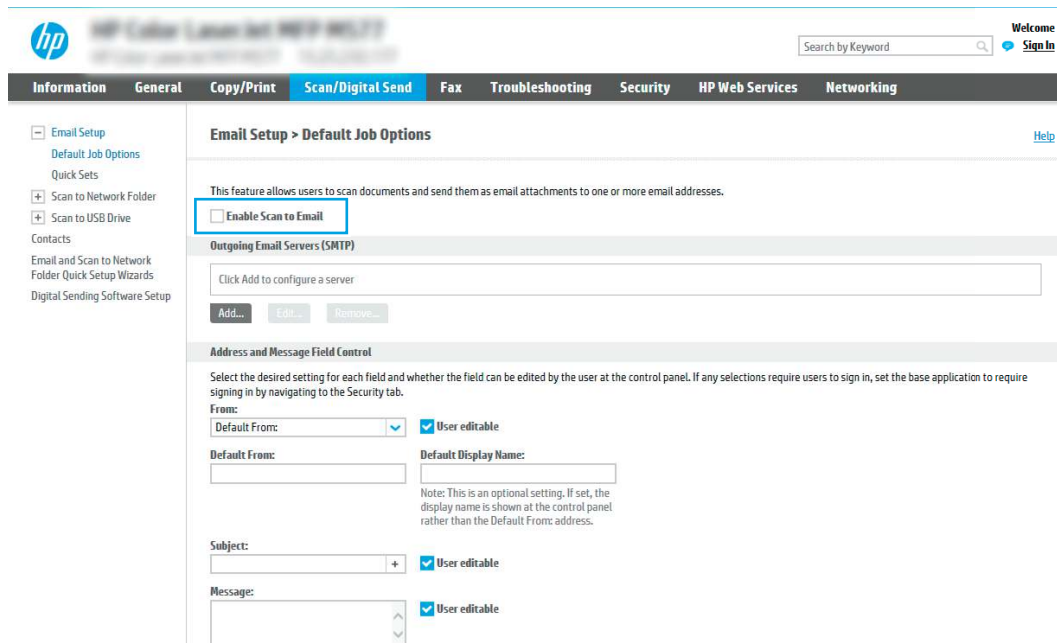 hp
Welcome
Search by Keyword
Sign In
Information General Copy/Print Scan/Digital Send Fax Troubleshooting Security HP Web Services Networking
Email Setup
Default Job Options
Quick Sets
Scan to Network Folder
Scan to USB Drive
Contacts
Email and Scan to Network
Folder Quick Setup Wizards
Digital Sending Software Setup
Email Setup > Default Job Options
Help
This feature allows users to scan documents and send them as email attachments to one or more email addresses.
Enable Scan to Email
Outgoing Email Servers (SMTP)
Click Add to configure a server
Add... Edit... Remove...
Address and Message Field Control
Select the desired setting for each field and whether the field can be edited by the user at the control panel. If any selections require users to sign in, set the base application to require
signing in by navigating to the Security tab.
From:
Default From: User editable
Default From: Default Display Name:
Note: This is an optional setting. If set, the
display name is shown at the control panel
rather than the Default From: address.
Subject:
+ User editable
Message:
User editable